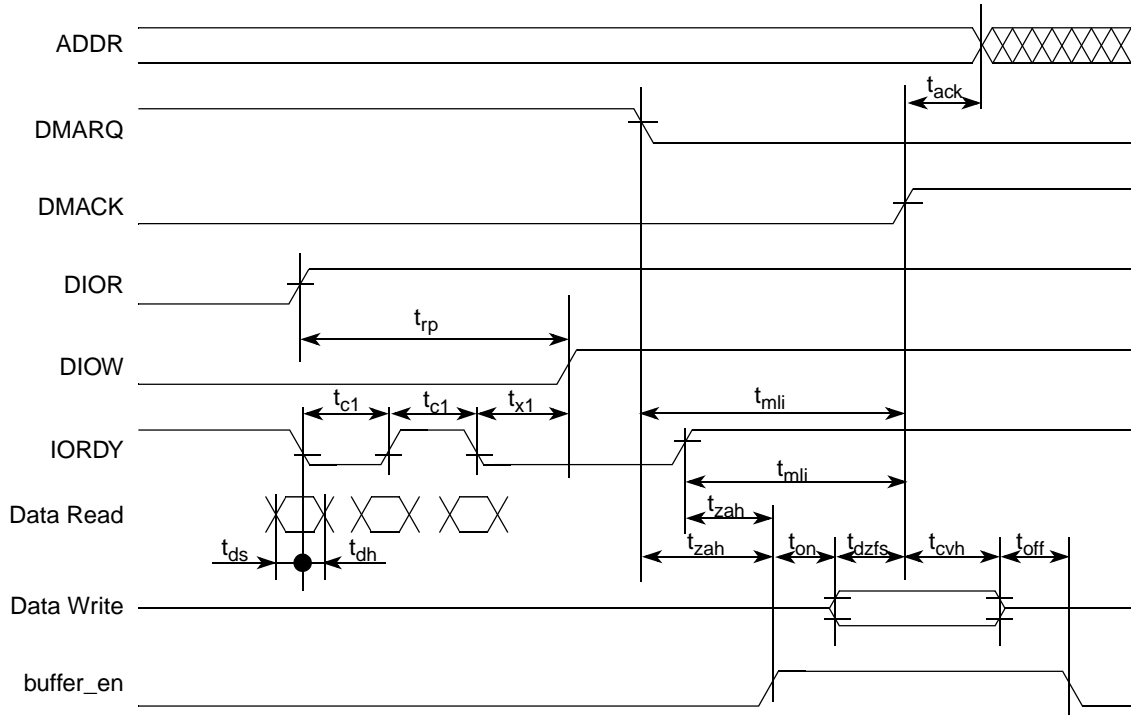 ADDR
t_ack
DMARQ
DMACK
DIOR
t_rp
DIOW
t_c1 t_c1 t_x1 t_mli
IORDY
t_mli
t_zah
Data Read
t_ds t_dh t_zah t_on t_dzfs t_cvh t_off
Data Write
buffer_en